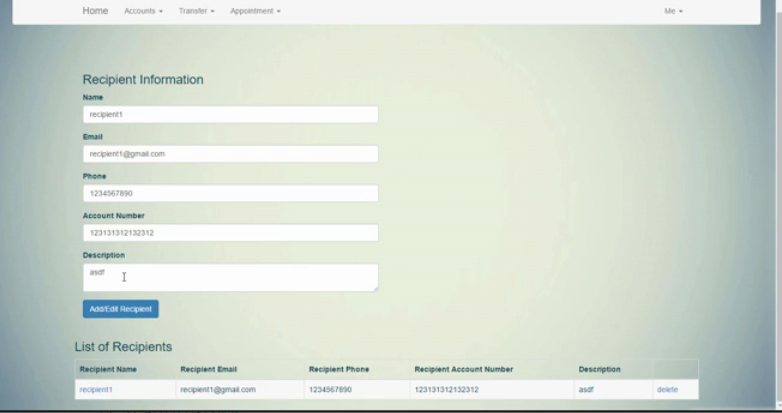 Home Accounts Transfer Appointment Me
Recipient Information
Name
recipient1
Email
recipient1@gmail.com
Phone
1234567890
Account Number
123131312132312
Description
asdf
Add/Edit Recipient
List of Recipients
Recipient Name Recipient Email Recipient Phone Recipient Account Number Description
recipient1 recipient1@gmail.com 1234567890 123131312132312 asdf delete